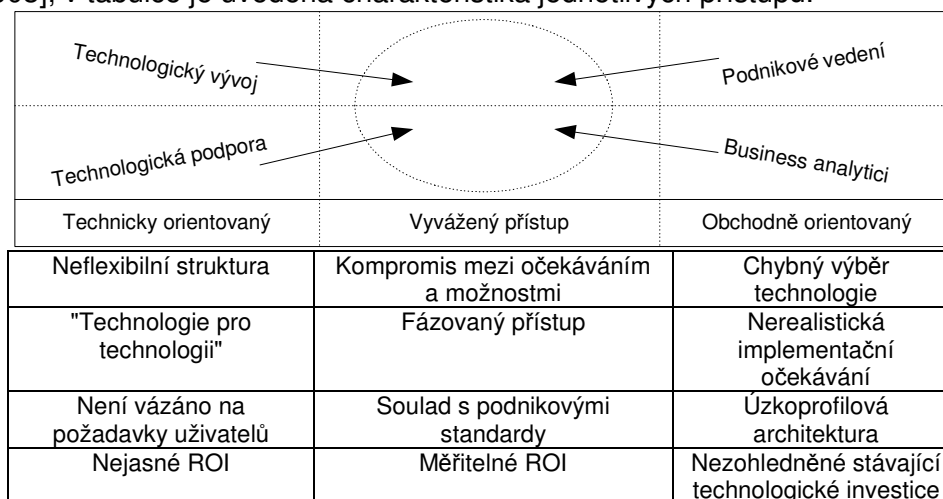 v tabulce je uvedena charakteristika jednotlivých přístupů.
Technologický vývoj
Podnikové vedení
Technologická podpora
Business analytici
Technicky orientovaný
Vyvážený přístup
Obchodně orientovaný
Neflexibilní struktura
Kompromis mezi očekáváním
a možnostmi
Chybný výběr
technologie
"Technologie pro
technologii"
Fázovaný přístup
Nerealistická
implementační
očekávání
Není vázáno na
požadavky uživatelů
Soulad s podnikovými
standardy
Úzkoprofilová
architektura
Nejasné ROI
Měřitelné ROI
Nezohledněné stávající
technologické investice